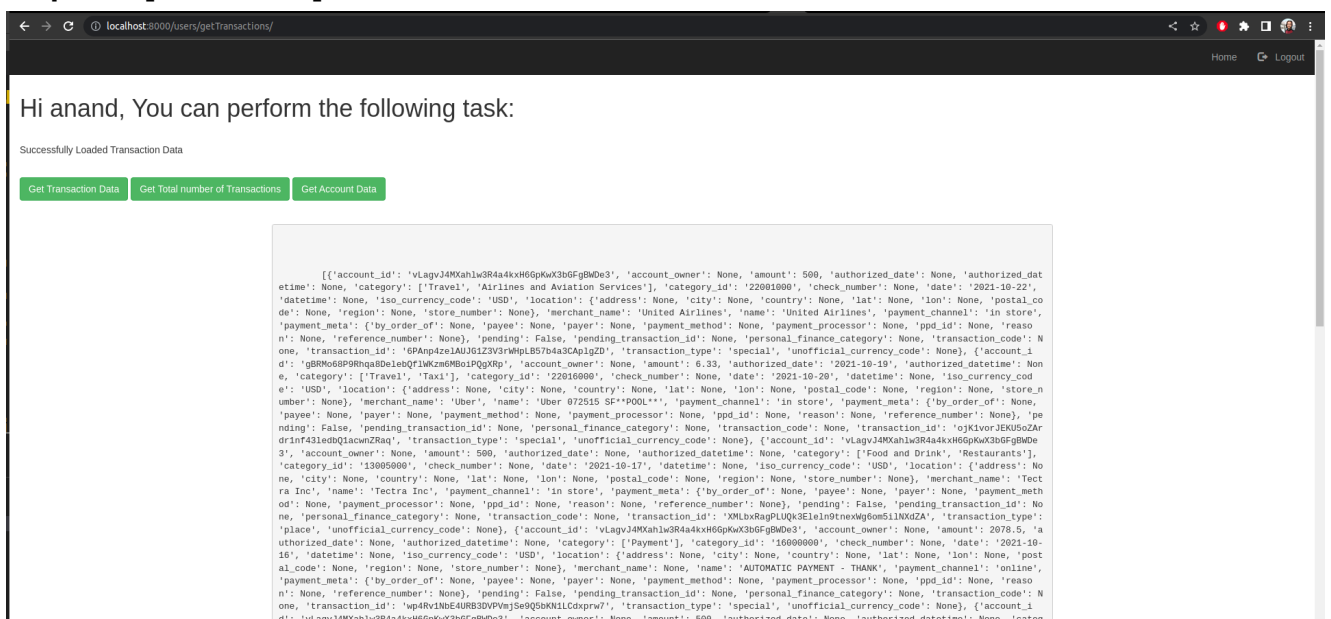 localhost:8000/users/getTransactions/
Home Logout
Hi anand, You can perform the following task:
Successfully Loaded Transaction Data
Get Transaction Data Get Total number of Transactions Get Account Data
[{'account_id': 'vLagvJ4MXahlw3R4a4kxH6GpKwX3bGFgBWDe3', 'account_owner': None, 'amount': 500, 'authorized_date': None, 'authorized_dat
etime': None, 'category': ['Travel', 'Airlines and Aviation Services'], 'category_id': '22001000', 'check_number': None, 'date': '2021-10-22',
'datetime': None, 'iso_currency_code': 'USD', 'location': {'address': None, 'city': None, 'country': None, 'lat': None, 'lon': None, 'postal_co
de': None, 'region': None, 'store_number': None}, 'merchant_name': 'United Airlines', 'name': 'United Airlines', 'payment_channel': 'in store',
'payment_meta': {'by_order_of': None, 'payee': None, 'payer': None, 'payment_method': None, 'payment_processor': None, 'ppd_id': None, 'reaso
n': None, 'reference_number': None}, 'pending': False, 'pending_transaction_id': None, 'personal_finance_category': None, 'transaction_code': N
one, 'transaction_id': '6PAnp4zelAUJG1Z3V3rWHpLB57b4a3CAplgZD', 'transaction_type': 'special', 'unofficial_currency_code': None}, {'account_i
d': 'gBRMo68P9Rhqa8DelebQflWKzm6MBoiPQgXRp', 'account_owner': None, 'amount': 6.33, 'authorized_date': '2021-10-19', 'authorized_datetime': Non
e, 'category': ['Travel', 'Taxi'], 'category_id': '22016000', 'check_number': None, 'date': '2021-10-20', 'datetime': None, 'iso_currency_cod
e': 'USD', 'location': {'address': None, 'city': None, 'country': None, 'lat': None, 'lon': None, 'postal_code': None, 'region': None, 'store_n
umber': None}, 'merchant_name': 'Uber', 'name': 'Uber 072515 SF**POOL**', 'payment_channel': 'in store', 'payment_meta': {'by_order_of': None,
'payee': None, 'payer': None, 'payment_method': None, 'payment_processor': None, 'ppd_id': None, 'reason': None, 'reference_number': None}, 'pe
nding': False, 'pending_transaction_id': None, 'personal_finance_category': None, 'transaction_code': None, 'transaction_id': 'ojK1vorJEKU5oZAr
dr1nf43ledbQ1acwnZRaq', 'transaction_type': 'special', 'unofficial_currency_code': None}, {'account_id': 'vLagvJ4MXahlw3R4a4kxH6GpKwX3bGFgBWDe
3', 'account_owner': None, 'amount': 500, 'authorized_date': None, 'authorized_datetime': None, 'category': ['Food and Drink', 'Restaurants'],
'category_id': '13005000', 'check_number': None, 'date': '2021-10-17', 'datetime': None, 'iso_currency_code': 'USD', 'location': {'address': No
ne, 'city': None, 'country': None, 'lat': None, 'lon': None, 'postal_code': None, 'region': None, 'store_number': None}, 'merchant_name': 'Tect
ra Inc', 'name': 'Tectra Inc', 'payment_channel': 'in store', 'payment_meta': {'by_order_of': None, 'payee': None, 'payer': None, 'payment_meth
od': None, 'payment_processor': None, 'ppd_id': None, 'reason': None, 'reference_number': None}, 'pending': False, 'pending_transaction_id': No
ne, 'personal_finance_category': None, 'transaction_code': None, 'transaction_id': 'XMLbxRagPLUQk3Eleln9tnexWg6om5ilNXdZA', 'transaction_type':
'place', 'unofficial_currency_code': None}, {'account_id': 'vLagvJ4MXahlw3R4a4kxH6GpKwX3bGFgBWDe3', 'account_owner': None, 'amount': 2078.5, 'a
uthorized_date': None, 'authorized_datetime': None, 'category': ['Payment'], 'category_id': '16000000', 'check_number': None, 'date': '2021-10-
16', 'datetime': None, 'iso_currency_code': 'USD', 'location': {'address': None, 'city': None, 'country': None, 'lat': None, 'lon': None, 'post
al_code': None, 'region': None, 'store_number': None}, 'merchant_name': None, 'name': 'AUTOMATIC PAYMENT - THANK', 'payment_channel': 'online',
'payment_meta': {'by_order_of': None, 'payee': None, 'payer': None, 'payment_method': None, 'payment_processor': None, 'ppd_id': None, 'reaso
n': None, 'reference_number': None}, 'pending': False, 'pending_transaction_id': None, 'personal_finance_category': None, 'transaction_code': N
one, 'transaction_id': 'wp4Rv1NbE4URB3DVPVmjSe9Q5bKN1LCdxprw7', 'transaction_type': 'special', 'unofficial_currency_code': None}, {'account_i
d': 'vLagvJ4MXahlw3R4a4kxH6GpKwX3bGFgBWDe3', 'account_owner': None, 'amount': 500, 'authorized_date': None, 'authorized_datetime': None, 'categ